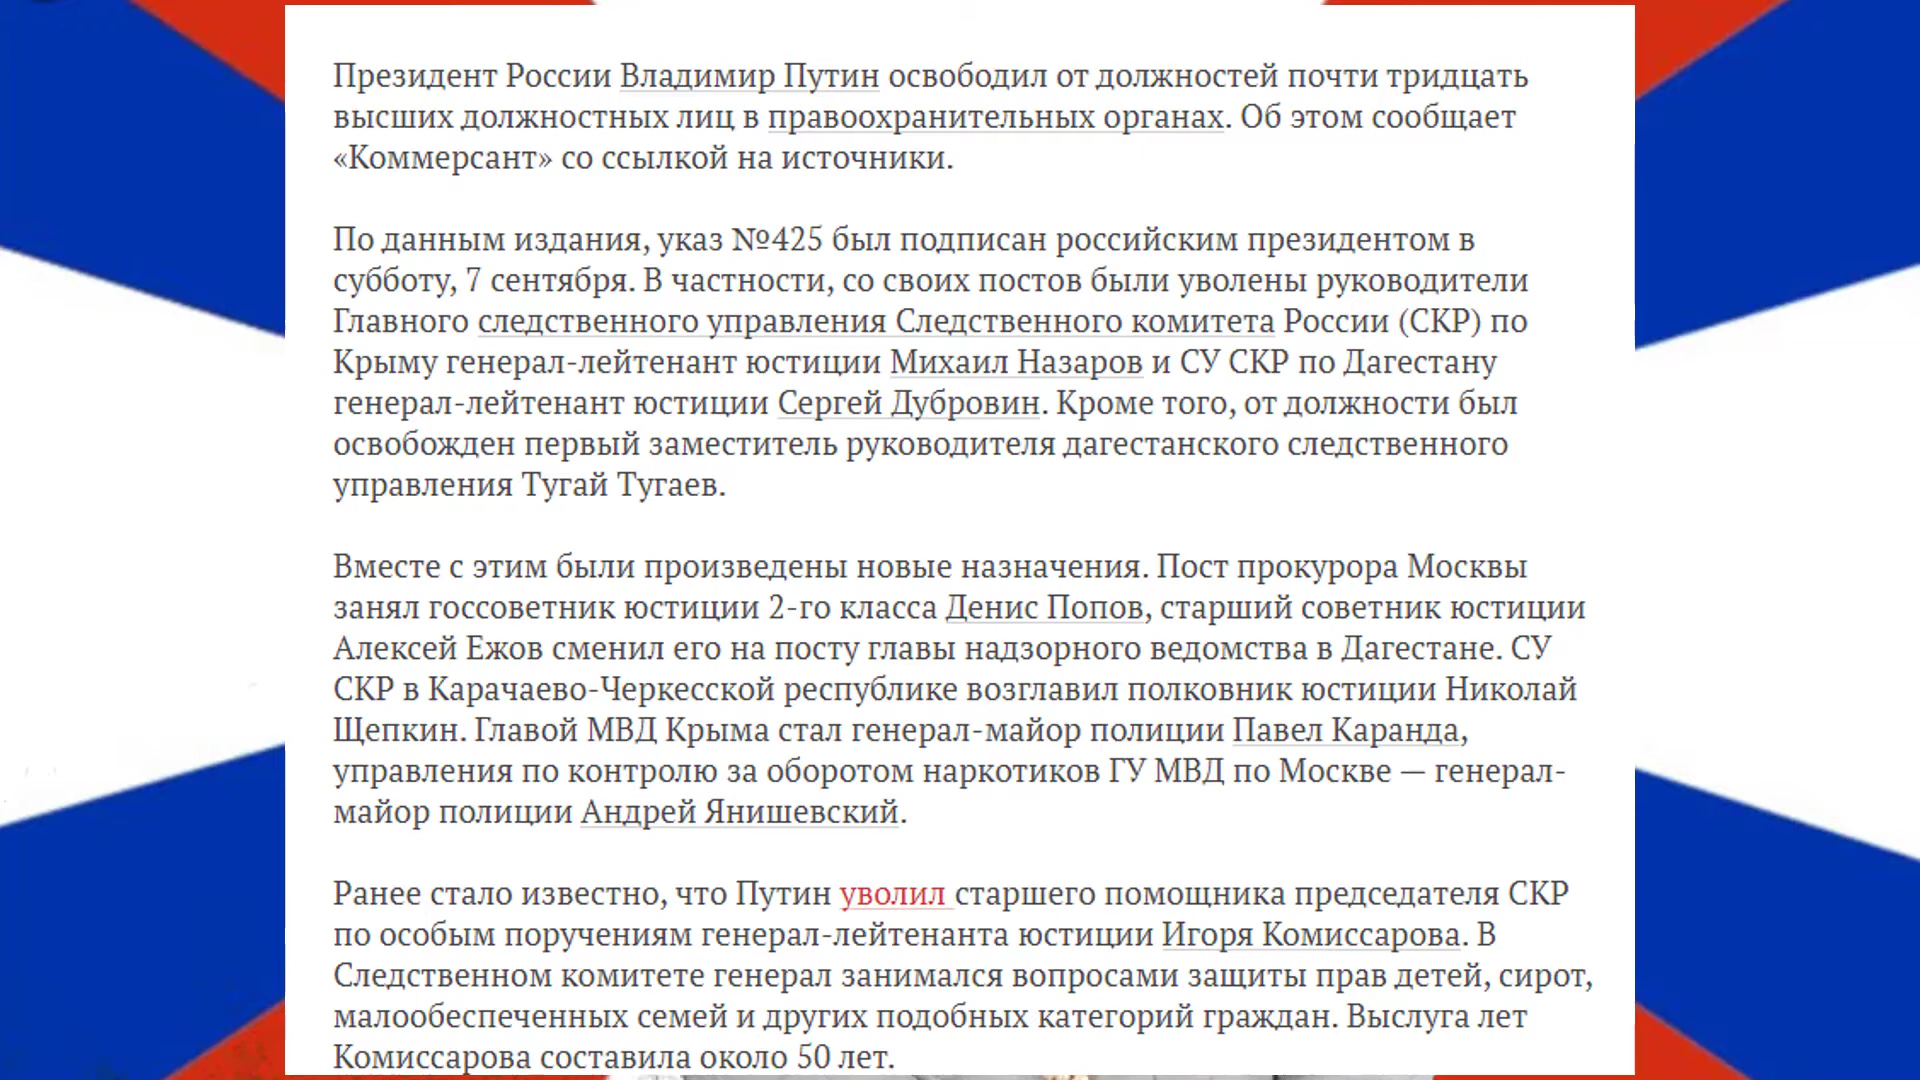 Президент России Владимир Путин освободил от должностей почти тридцать
высших должностных лиц в правоохранительных органах. Об этом сообщает
«Коммерсант» со ссылкой на источники.
По данным издания, указ №425 был подписан российским президентом в
субботу, 7 сентября. В частности, со своих постов были уволены руководители
Главного следственного управления Следственного комитета России (СКР) по
Крыму генерал-лейтенант юстиции Михаил Назаров и СУ СКР по Дагестану
генерал-лейтенант юстиции Сергей Дубровин. Кроме того, от должности был
освобожден первый заместитель руководителя дагестанского следственного
управления Тугай Тугаев.
Вместе с этим были произведены новые назначения. Пост прокурора Москвы
занял госсоветник юстиции 2-го класса Денис Попов, старший советник юстиции
Алексей Ежов сменил его на посту главы надзорного ведомства в Дагестане. СУ
СКР в Карачаево-Черкесской республике возглавил полковник юстиции Николай
Щепкин. Главой МВД Крыма стал генерал-майор полиции Павел Каранда,
управления по контролю за оборотом наркотиков ГУ МВД по Москве — генерал-
майор полиции Андрей Янишевский.
Ранее стало известно, что Путин уволил старшего помощника председателя СКР
по особым поручениям генерал-лейтенанта юстиции Игоря Комиссарова. В
Следственном комитете генерал занимался вопросами защиты прав детей, сирот,
малообеспеченных семей и других подобных категорий граждан. Выслуга лет
Комиссарова составила около 50 лет.